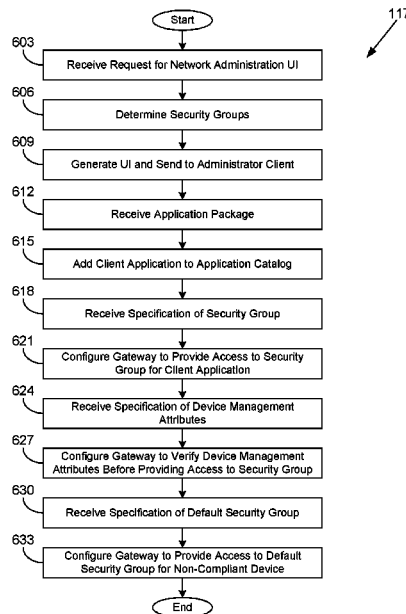 Start
117
603
Receive Request for Network Administration UI
606
Determine Security Groups
609
Generate UI and Send to Administrator Client
612
Receive Application Package
615
Add Client Application to Application Catalog
618
Receive Specification of Security Group
621
Configure Gateway to Provide Access to Security
Group for Client Application
624
Receive Specification of Device Management
Attributes
627
Configure Gateway to Verify Device Management
Attributes Before Providing Access to Security Group
630
Receive Specification of Default Security Group
633
Configure Gateway to Provide Access to Default
Security Group for Non-Compliant Device
End